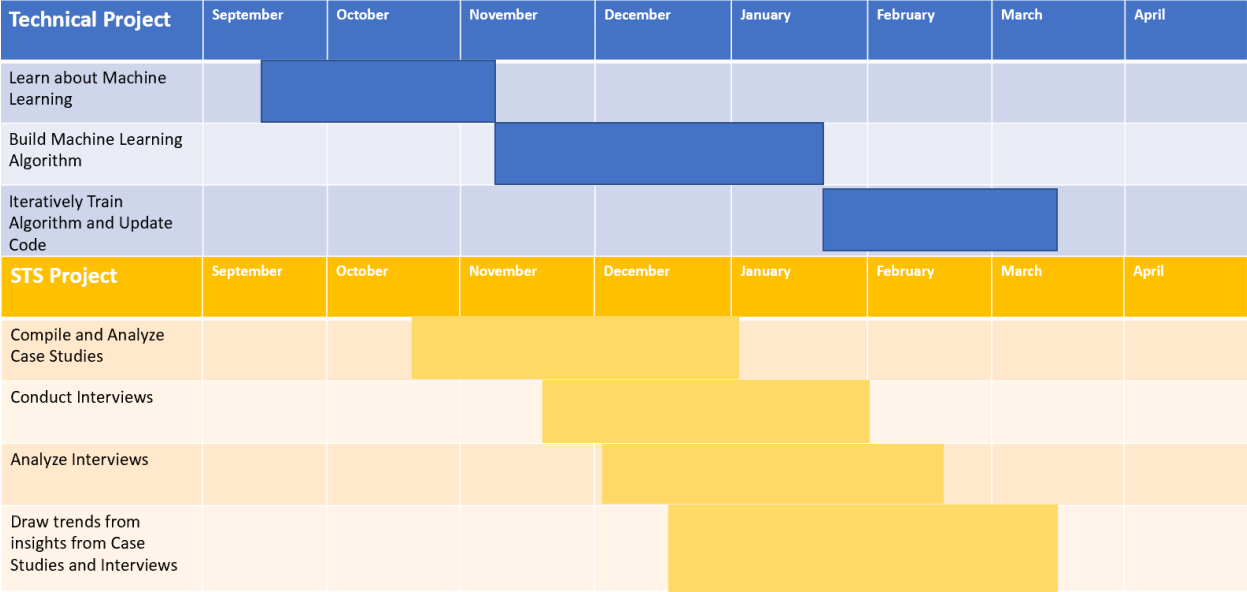 Technical Project September October November December January February March April
Learn about Machine
Learning
Build Machine Learning
Algorithm
Iteratively Train
Algorithm and Update
Code
STS Project September October November December January February March April
Compile and Analyze
Case Studies
Conduct Interviews
Analyze Interviews
Draw trends from
insights from Case
Studies and Interviews